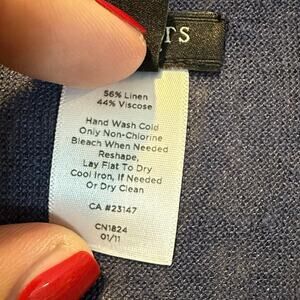 TS
56% Linen
44% Viscose
Hand Wash Cold
Only Non-Chlorine
Bleach When Needed
Reshape,
Lay Flat To Dry
Cool Iron, If Needed
Or Dry Clean
CA #23147
CN1824
01/11